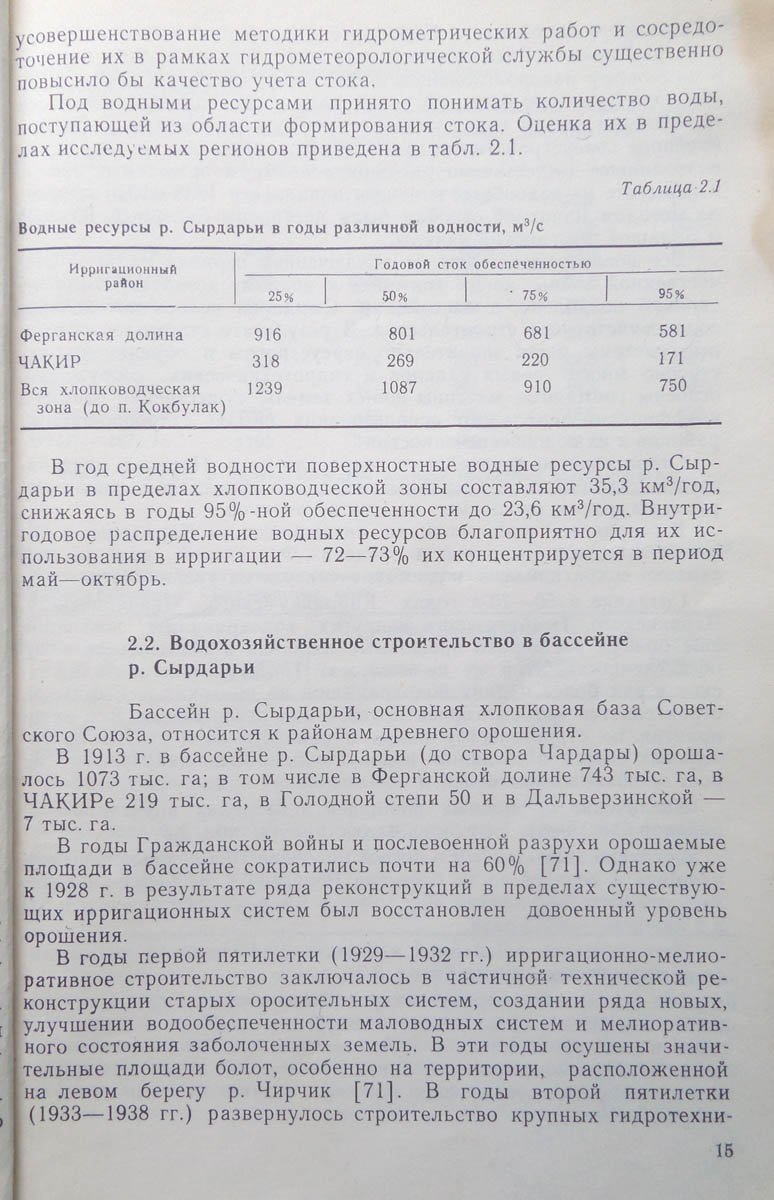 усовершенствование методики гидрометрических работ и сосредо-
точение их в рамках гидрометеорологической службы существенно
повысило бы качество учета стока.
Под водными ресурсами принято понимать количество воды,
поступающей из области формирования стока. Оценка их в преде-
лах исследуемых регионов приведена в табл. 2.1.
Таблица 2.1
Водные ресурсы р. Сырдарьи в годы различной водности, м³/с
Ирригационный район
Годовой сток обеспеченностью
25% 50% 75% 95%
Ферганская долина 916 801 681 581
ЧАКИР 318 269 220 171
Вся хлопководческая 1239 1087 910 750
зона (до п. Кокбулак)
В год средней водности поверхностные водные ресурсы р. Сыр-
дарьи в пределах хлопководческой зоны составляют 35,3 км³/год,
снижаясь в годы 95%-ной обеспеченности до 23,6 км³/год. Внутри-
годовое распределение водных ресурсов благоприятно для их ис-
пользования в ирригации — 72—73% их концентрируется в период
май—октябрь.
2.2. Водохозяйственное строительство в бассейне
р. Сырдарьи
Бассейн р. Сырдарьи, основная хлопковая база Совет-
ского Союза, относится к районам древнего орошения.
В 1913 г. в бассейне р. Сырдарьи (до створа Чардары) ороша-
лось 1073 тыс. га; в том числе в Ферганской долине 743 тыс. га, в
ЧАКИРе 219 тыс. га, в Голодной степи 50 и в Дальверзинской —
7 тыс. га.
В годы Гражданской войны и послевоенной разрухи орошаемые
площади в бассейне сократились почти на 60% [71]. Однако уже
к 1928 г. в результате ряда реконструкций в пределах существую-
щих ирригационных систем был восстановлен довоенный уровень
орошения.
В годы первой пятилетки (1929—1932 гг.) ирригационно-мелио-
ративное строительство заключалось в частичной технической ре-
конструкции старых оросительных систем, создании ряда новых,
улучшении водообеспеченности маловодных систем и мелиоратив-
ного состояния заболоченных земель. В эти годы осушены значи-
тельные площади болот, особенно на территории, расположенной
на левом берегу р. Чирчик [71]. В годы второй пятилетки
(1933—1938 гг.) развернулось строительство крупных гидротехни-
15